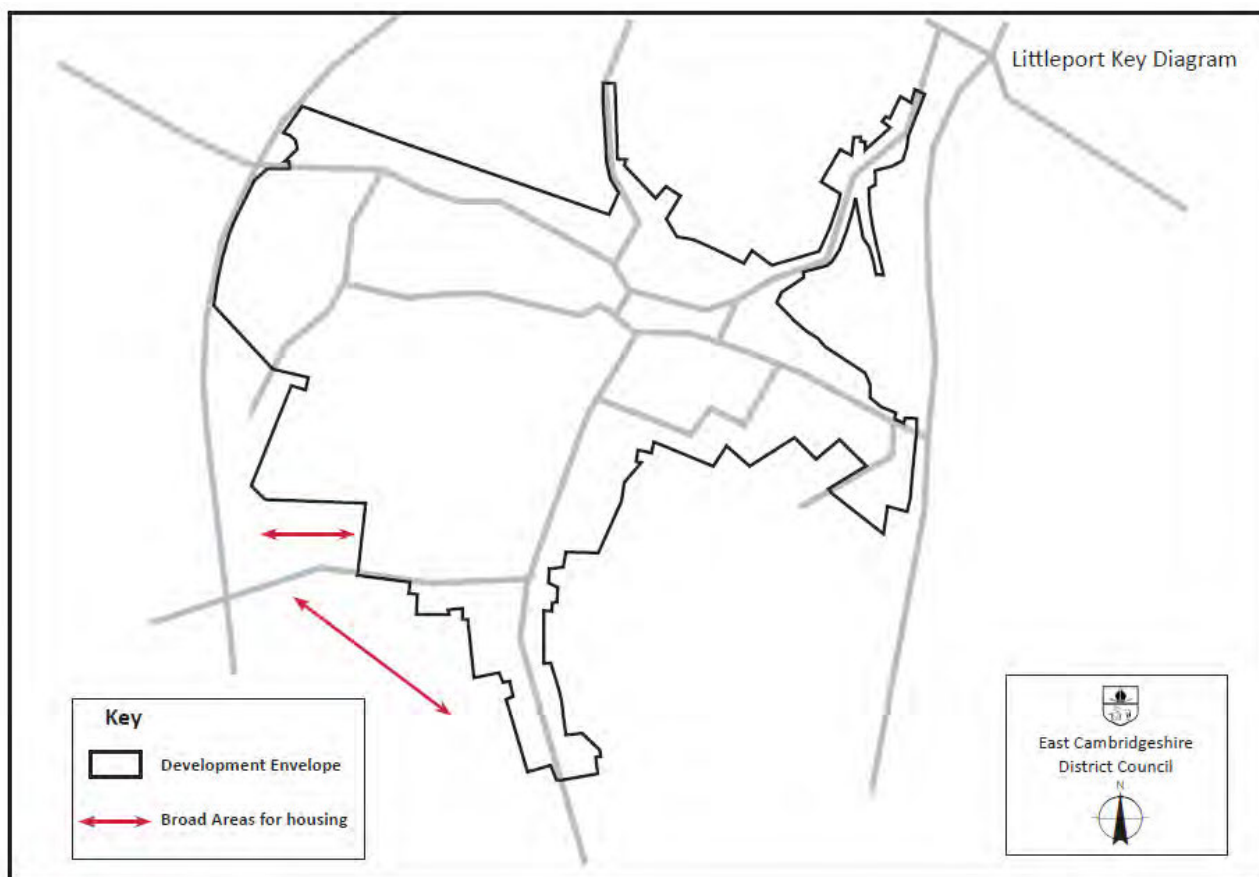 Littleport Key Diagram
Key
Development Envelope
Broad Areas for housing
East Cambridgeshire
District Council
N